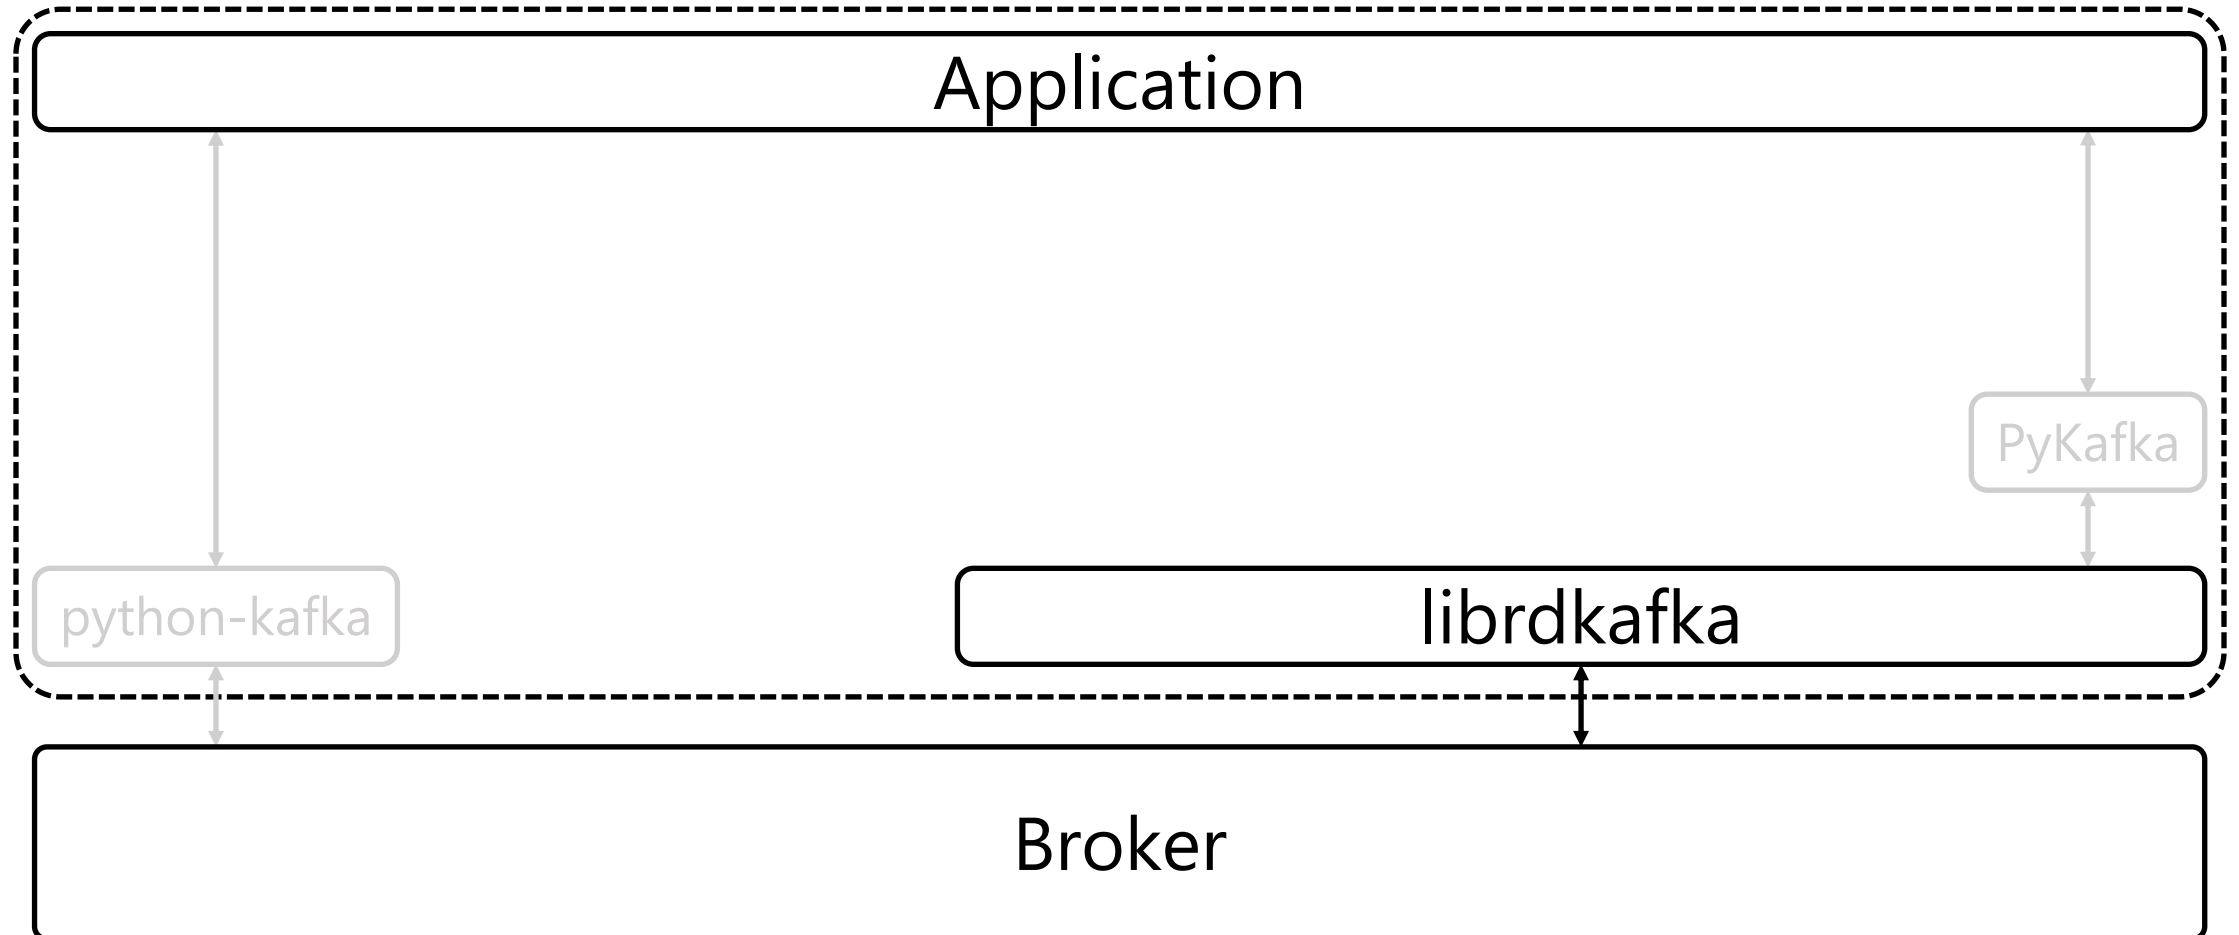 Application
PyKafka
python-kafka
librdkafka
Broker